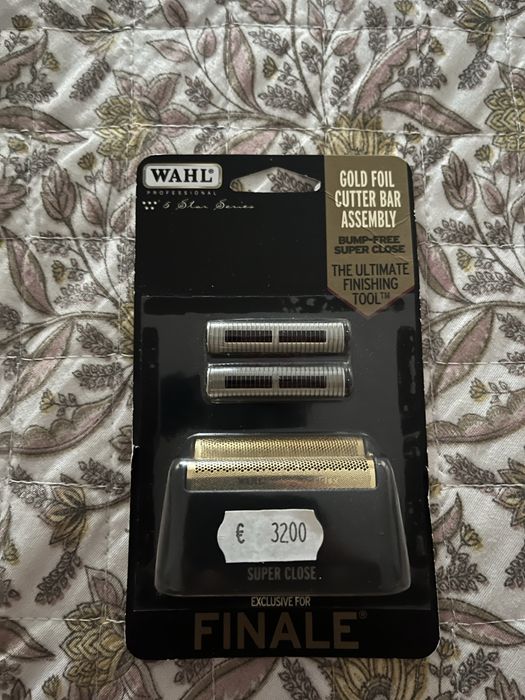 WAHL®
PROFESSIONAL
5 Star Series
GOLD FOIL
CUTTER BAR
ASSEMBLY
BUMP-FREE
SUPER CLOSE
THE ULTIMATE
FINISHING
TOOL™
WAHL
€ 3200
SUPER CLOSE
EXCLUSIVE FOR
FINALE®